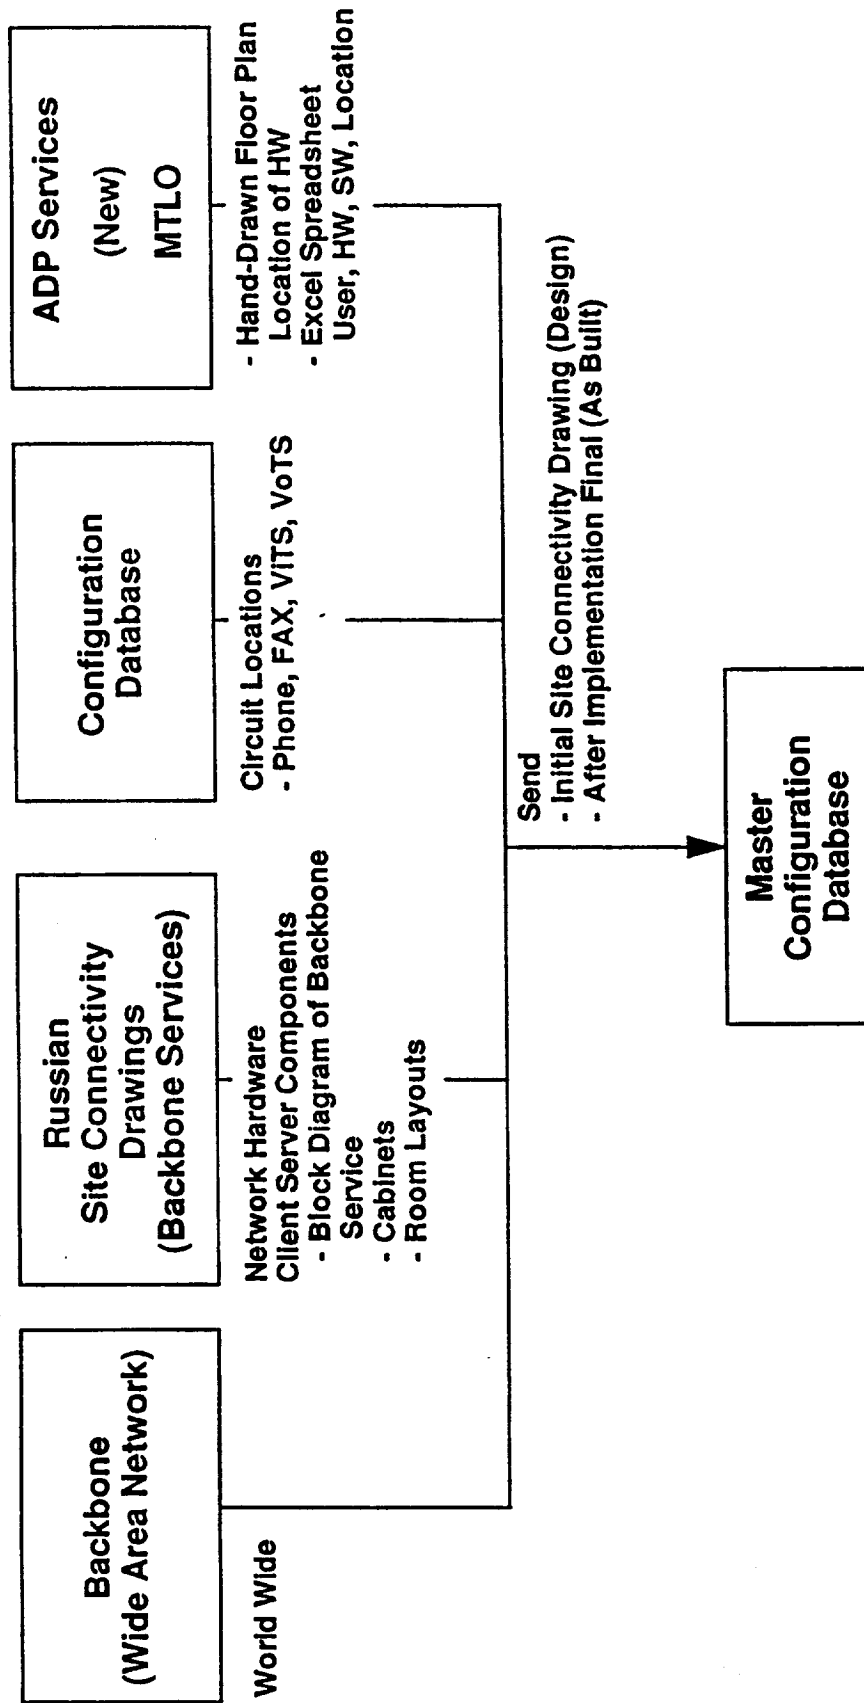 Backbone
(Wide Area Network)
World Wide
Russian
Site Connectivity
Drawings
(Backbone Services)
Network Hardware
Client Server Components
- Block Diagram of Backbone
Service
- Cabinets
- Room Layouts
Configuration
Database
Circuit Locations
- Phone, FAX, ViTS, VoTS
ADP Services
(New)
MTLO
- Hand-Drawn Floor Plan
Location of HW
- Excel Spreadsheet
User, HW, SW, Location
Send
- Initial Site Connectivity Drawing (Design)
- After Implementation Final (As Built)
Master
Configuration
Database